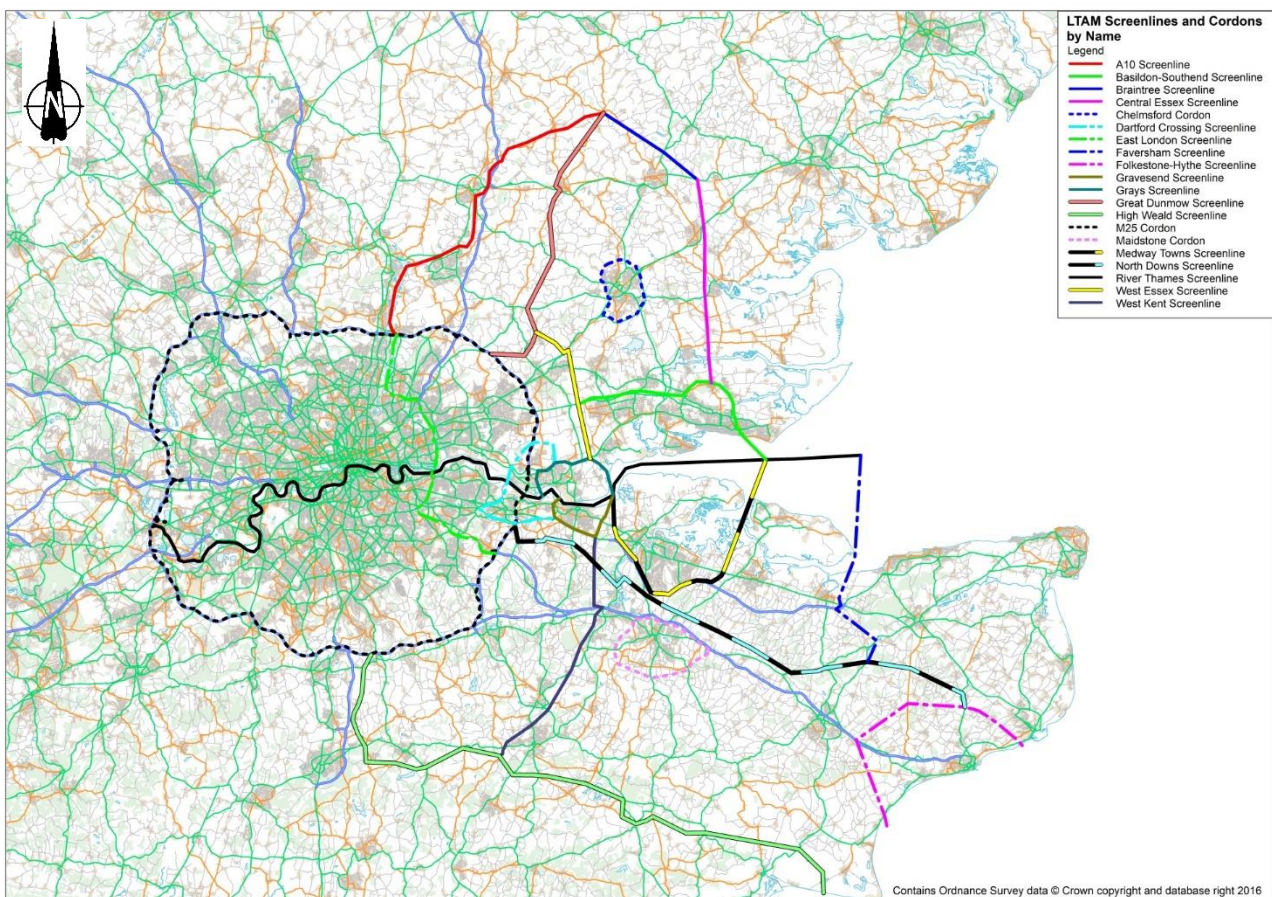 N
LTAM Screenlines and Cordons
by Name
Legend
A10 Screenline
Basildon-Southend Screenline
Braintree Screenline
Central Essex Screenline
Chelmsford Cordon
Dartford Crossing Screenline
East London Screenline
Faversham Screenline
Folkestone-Hythe Screenline
Gravesend Screenline
Grays Screenline
Great Dunmow Screenline
High Weald Screenline
M25 Cordon
Maidstone Cordon
Medway Towns Screenline
North Downs Screenline
River Thames Screenline
West Essex Screenline
West Kent Screenline
Contains Ordnance Survey data © Crown copyright and database right 2016